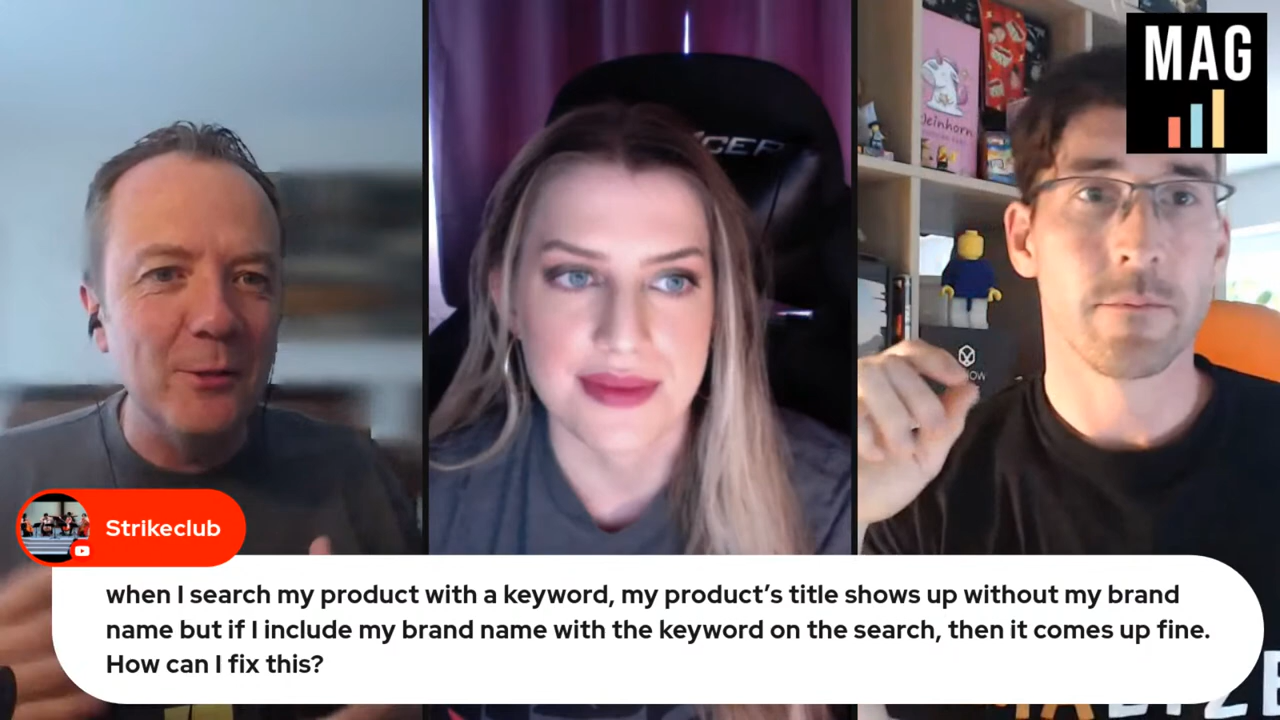 MAG
Weinhorn
Strikeclub
when I search my product with a keyword, my product's title shows up without my brand
name but if I include my brand name with the keyword on the search, then it comes up fine.
How can I fix this?